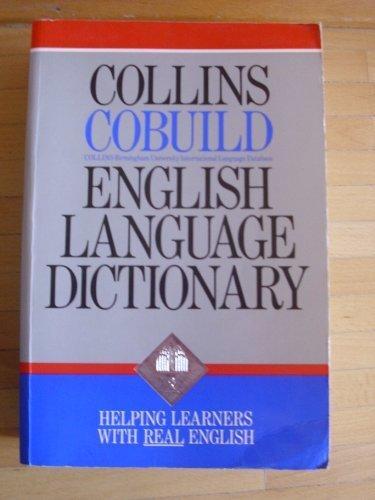 COLLINS
COBUILD
COLLINS Birmingham University International Language Database
ENGLISH
LANGUAGE
DICTIONARY
HELPING LEARNERS
WITH REAL ENGLISH